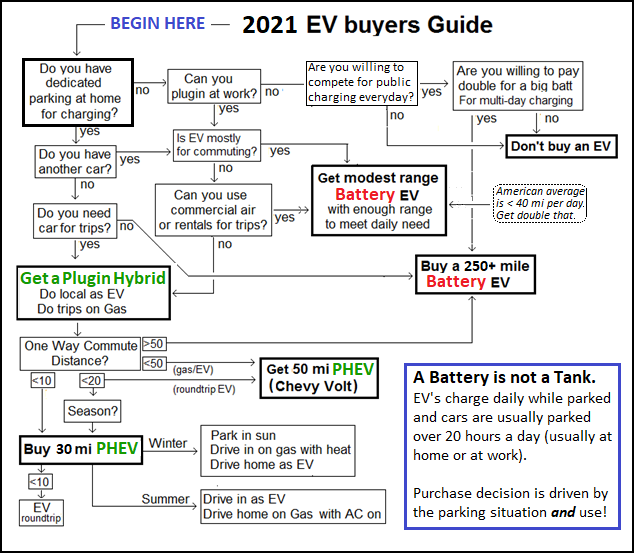 BEGIN HERE
2021 EV buyers Guide
Do you have
dedicated
parking at home
for charging?
no
yes
Can you
plugin at work?
no
yes
Are you willing to
compete for public
charging everyday?
yes
no
Are you willing to pay
double for a big batt
For multi-day charging
yes
no
Don't buy an EV
Do you have
another car?
yes
no
Is EV mostly
for commuting?
yes
no
Get modest range
Battery EV
with enough range
to meet daily need
American average
is < 40 mi per day.
Get double that.
Do you need
car for trips?
no
yes
Can you use
commercial air
or rentals for trips?
yes
no
Get a Plugin Hybrid
Do local as EV
Do trips on Gas
Buy a 250+ mile
Battery EV
One Way Commute
Distance?
>50
<50
(gas/EV)
<10
<20
(roundtrip EV)
Get 50 mi PHEV
(Chevy Volt)
Season?
Buy 30 mi PHEV
Winter
Park in sun
Drive in on gas with heat
Drive home as EV
<10
EV
roundtrip
Summer
Drive in as EV
Drive home on Gas with AC on
A Battery is not a Tank.
EV's charge daily while parked
and cars are usually parked
over 20 hours a day (usually at
home or at work).
Purchase decision is driven by
the parking situation and use!